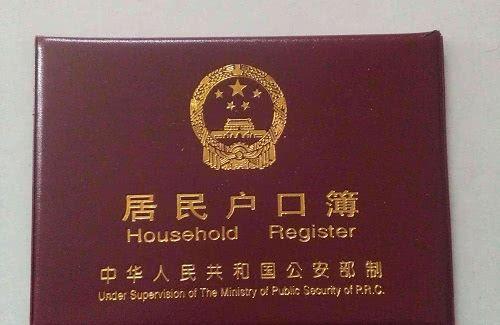 居民户口簿
Household Register
中华人民共和国公安部制
Under Supervision of The Ministry of Public Security of P.R.C.